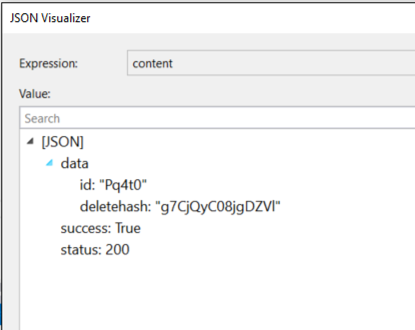 JSON Visualizer
Expression: content
Value:
Search
[JSON]
data
id: "Pq4t0"
deletehash: "g7CjQyC08jgDZVl"
success: True
status: 200